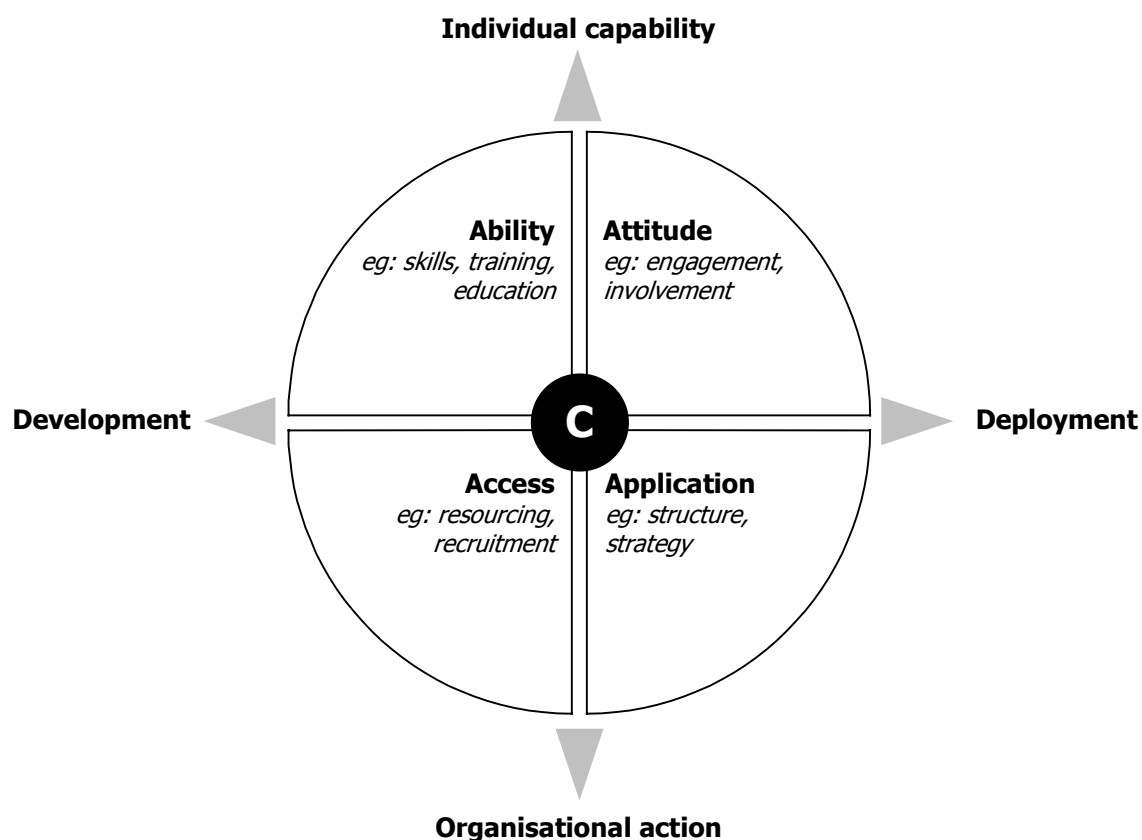 Individual capability
Ability
eg: skills, training,
education
Attitude
eg: engagement,
involvement
Development
C
Deployment
Access
eg: resourcing,
recruitment
Application
eg: structure,
strategy
Organisational action